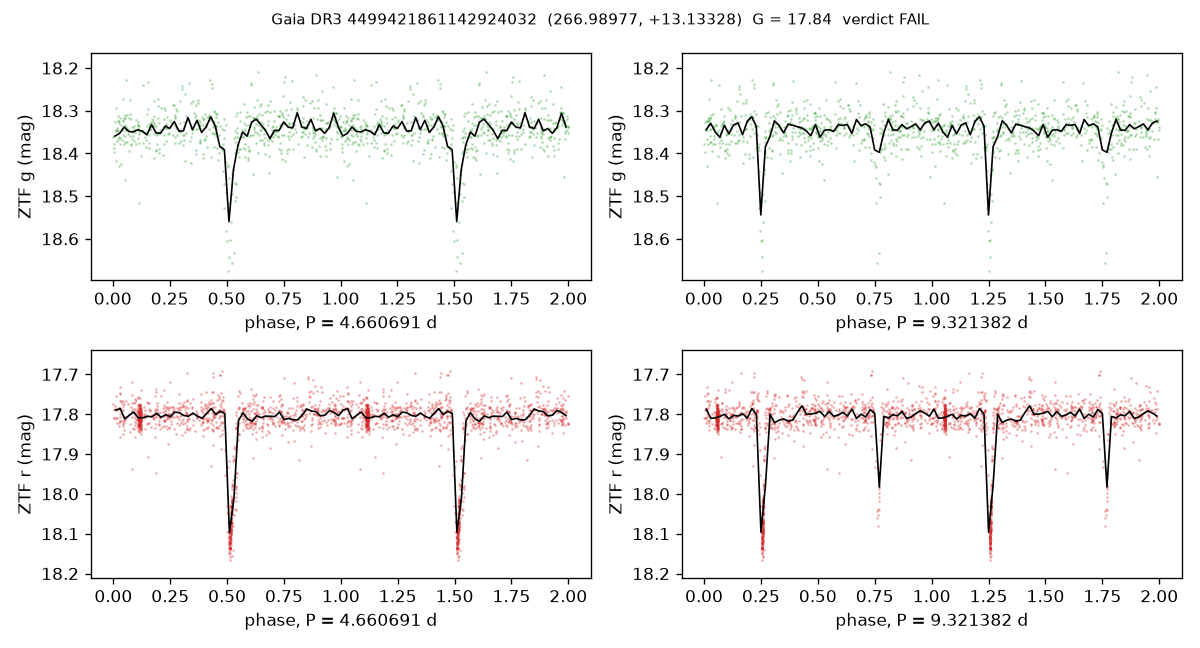 Gaia DR3 4499421861142924032 (266.98977, +13.13328) G = 17.84 verdict FAIL
18.2
18.3
18.4
18.5
18.6
ZTF g (mag)
0.00 0.25 0.50 0.75 1.00 1.25 1.50 1.75 2.00
phase, P = 4.660691 d
18.2
18.3
18.4
18.5
18.6
ZTF g (mag)
0.00 0.25 0.50 0.75 1.00 1.25 1.50 1.75 2.00
phase, P = 9.321382 d
17.7
17.8
17.9
18.0
18.1
18.2
ZTF r (mag)
0.00 0.25 0.50 0.75 1.00 1.25 1.50 1.75 2.00
phase, P = 4.660691 d
17.7
17.8
17.9
18.0
18.1
18.2
ZTF r (mag)
0.00 0.25 0.50 0.75 1.00 1.25 1.50 1.75 2.00
phase, P = 9.321382 d